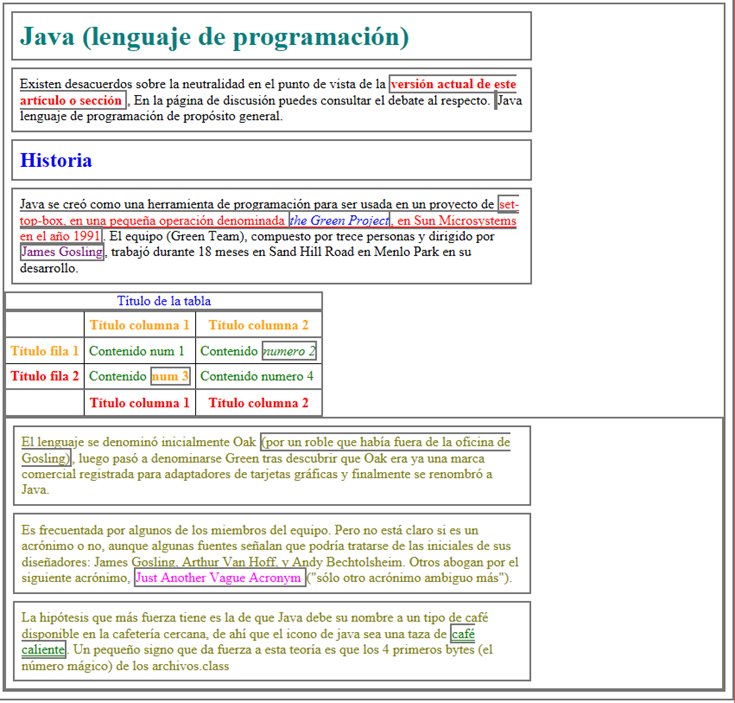 Java (lenguaje de programación)
Existen desacuerdos sobre la neutralidad en el punto de vista de la versión actual de este
artículo o sección , En la página de discusión puedes consultar el debate al respecto. Java
lenguaje de programación de propósito general.
Historia
Java se creó como una herramienta de programación para ser usada en un proyecto de set-
top-box, en una pequeña operación denominada the Green Project, en Sun Microsystems
en el año 1991. El equipo (Green Team), compuesto por trece personas y dirigido por
James Gosling, trabajó durante 18 meses en Sand Hill Road en Menlo Park en su
desarrollo.
Título de la tabla
Título columna 1 Título columna 2
Título fila 1 Contenido num 1 Contenido numero 2
Título fila 2 Contenido num 3 Contenido numero 4
Título columna 1 Título columna 2
El lenguaje se denominó inicialmente Oak (por un roble que había fuera de la oficina de
Gosling), luego pasó a denominarse Green tras descubrir que Oak era ya una marca
comercial registrada para adaptadores de tarjetas gráficas y finalmente se renombró a
Java.
Es frecuentada por algunos de los miembros del equipo. Pero no está claro si es un
acrónimo o no, aunque algunas fuentes señalan que podría tratarse de las iniciales de sus
diseñadores: James Gosling, Arthur Van Hoff, y Andy Bechtolsheim. Otros abogan por el
siguiente acrónimo, Just Another Vague Acronym ("sólo otro acrónimo ambiguo más").
La hipótesis que más fuerza tiene es la de que Java debe su nombre a un tipo de café
disponible en la cafetería cercana, de ahí que el icono de java sea una taza de café
caliente. Un pequeño signo que da fuerza a esta teoría es que los 4 primeros bytes (el
número mágico) de los archivos.class